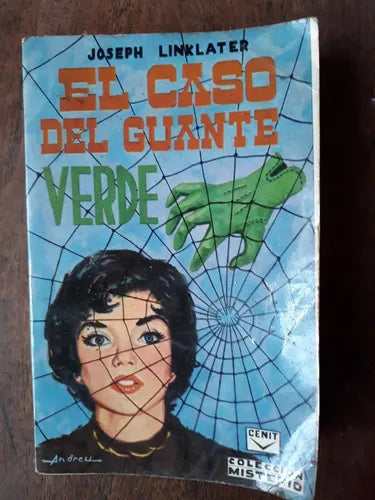 JOSEPH LINKLATER
EL CASO
DEL GUANTE
VERDE
Andreu
CENIT
COLECCION
MISTERIO